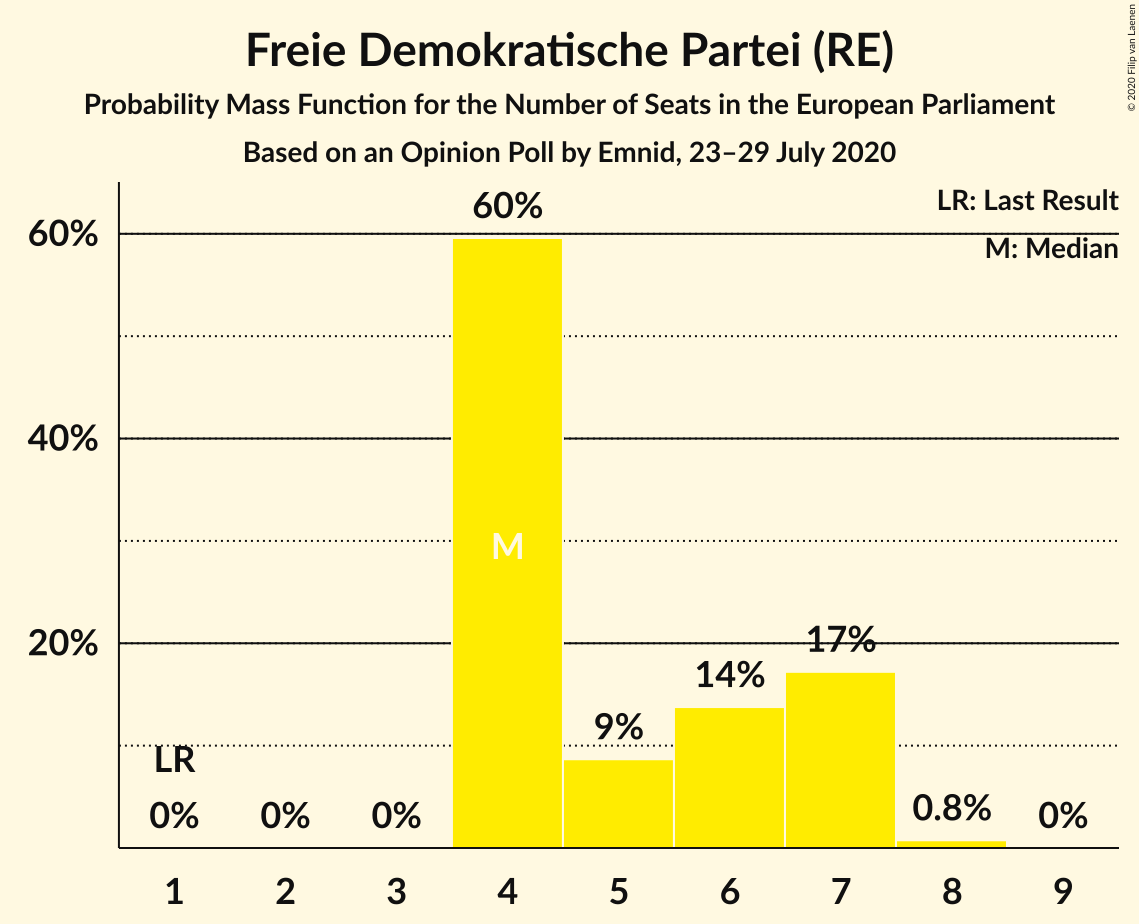 Freie Demokratische Partei (RE)
Probability Mass Function for the Number of Seats in the European Parliament
Based on an Opinion Poll by Emnid, 23–29 July 2020
© 2020 Filip van Laenen
LR: Last Result
M: Median
60%
40%
20%
LR
0%
0%
0%
60%
M
9%
14%
17%
0.8%
0%
1 2 3 4 5 6 7 8 9